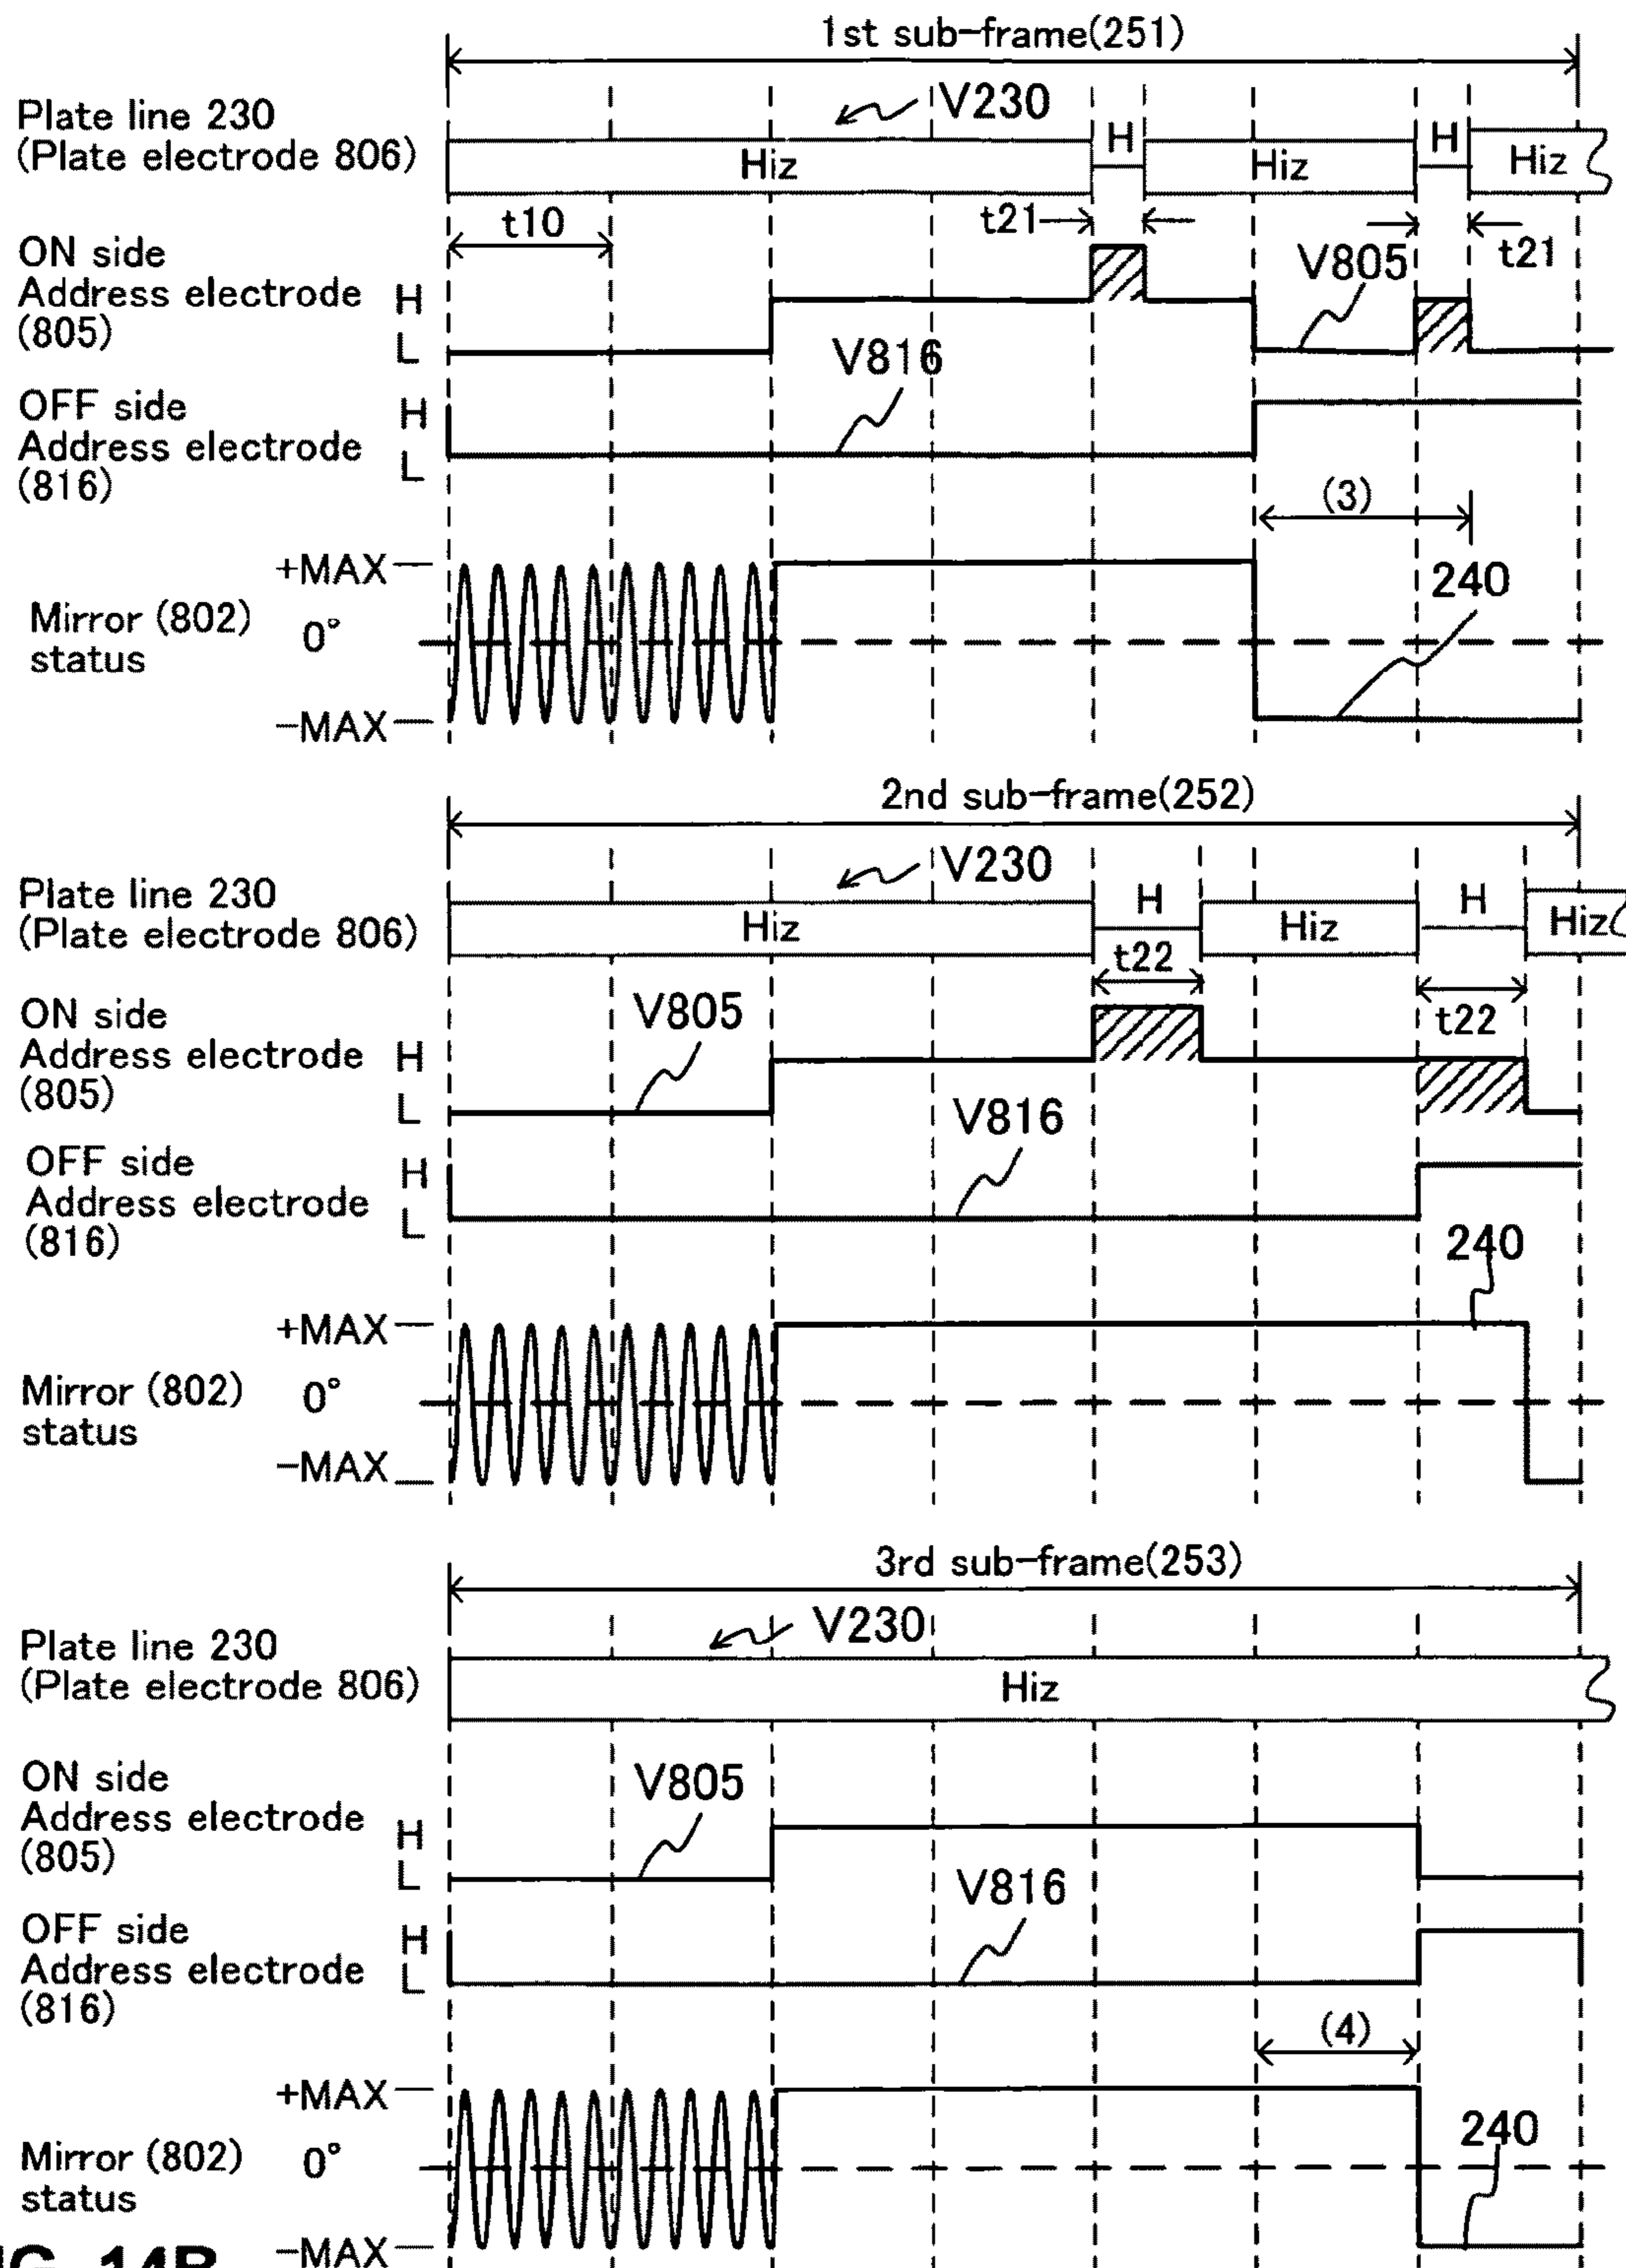 1st sub-frame(251)
Plate line 230
(Plate electrode 806)
V230
Hiz
H
Hiz
H
Hiz
t10
t21
t21
ON side
Address electrode
(805)
H
L
V805
V816
OFF side
Address electrode
(816)
H
L
(3)
Mirror (802)
status
+MAX
0°
-MAX
240
2nd sub-frame(252)
Plate line 230
(Plate electrode 806)
V230
Hiz
H
Hiz
H
Hiz
t22
t22
ON side
Address electrode
(805)
H
L
V805
V816
OFF side
Address electrode
(816)
H
L
240
Mirror (802)
status
+MAX
0°
-MAX
3rd sub-frame(253)
Plate line 230
(Plate electrode 806)
V230
Hiz
ON side
Address electrode
(805)
H
L
V805
V816
OFF side
Address electrode
(816)
H
L
(4)
Mirror (802)
status
+MAX
0°
-MAX
240
14B